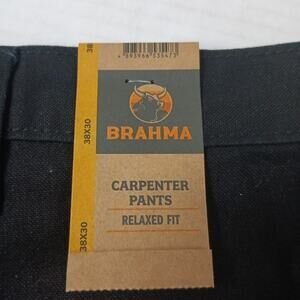 38X30
BRAHMA
38X30
CARPENTER
PANTS
RELAXED FIT
38X30